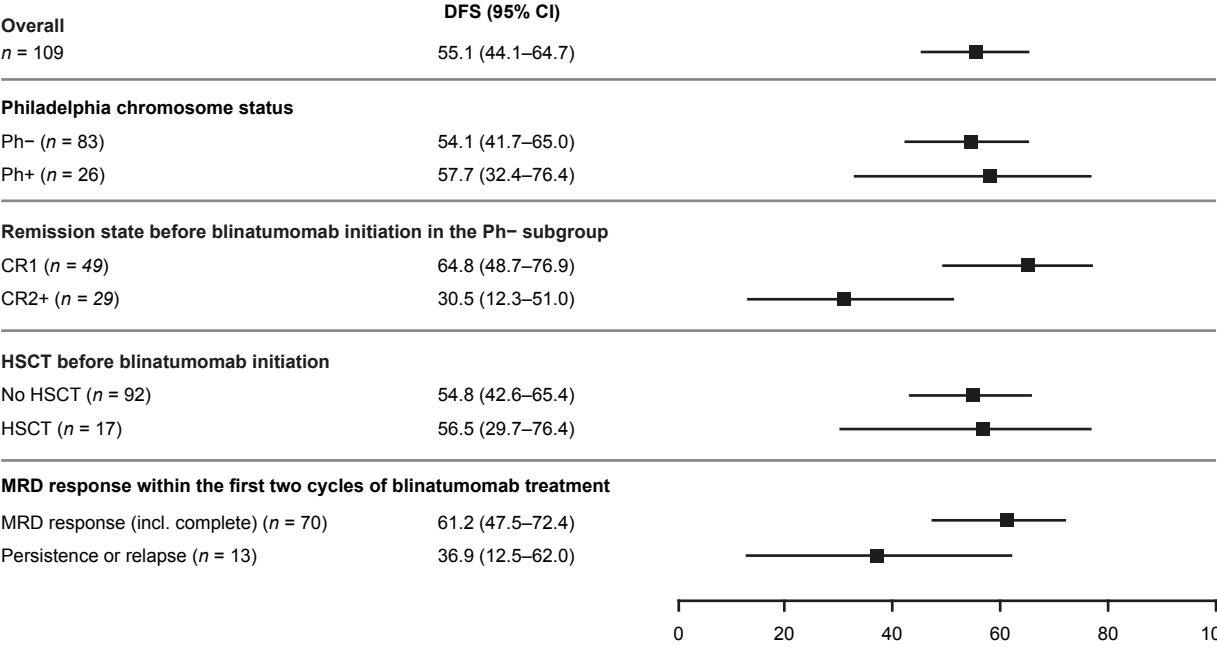 DFS (95% CI)
Overall
n = 109 55.1 (44.1–64.7)
Philadelphia chromosome status
Ph− (n = 83) 54.1 (41.7–65.0)
Ph+ (n = 26) 57.7 (32.4–76.4)
Remission state before blinatumomab initiation in the Ph− subgroup
CR1 (n = 49) 64.8 (48.7–76.9)
CR2+ (n = 29) 30.5 (12.3–51.0)
HSCT before blinatumomab initiation
No HSCT (n = 92) 54.8 (42.6–65.4)
HSCT (n = 17) 56.5 (29.7–76.4)
MRD response within the first two cycles of blinatumomab treatment
MRD response (incl. complete) (n = 70) 61.2 (47.5–72.4)
Persistence or relapse (n = 13) 36.9 (12.5–62.0)
0 20 40 60 80